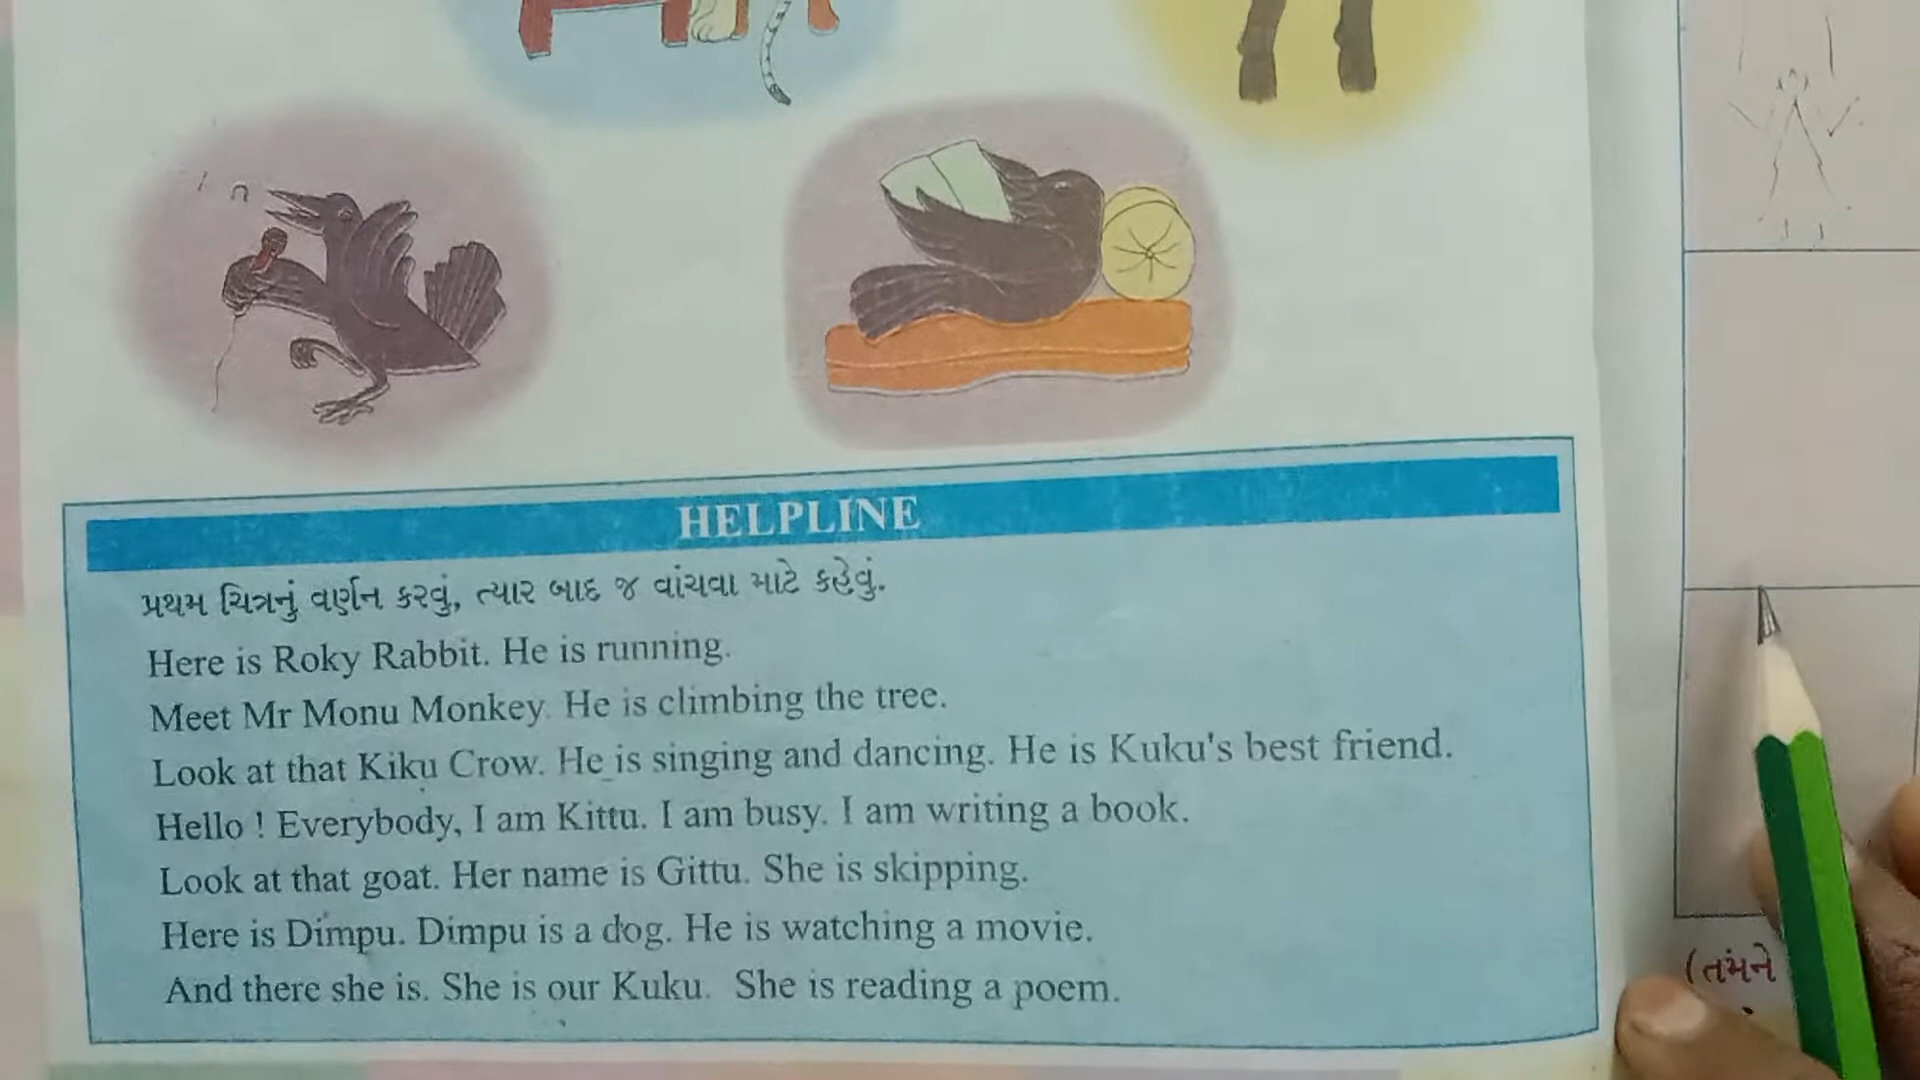 HELPLINE
પ્રથમ ચિત્રનું વર્ણન કરવું, ત્યાર બાદ જ વાંચવા માટે કહેવું.
Here is Roky Rabbit. He is running.
Meet Mr Monu Monkey. He is climbing the tree.
Look at that Kiku Crow. He is singing and dancing. He is Kuku's best friend.
Hello ! Everybody, I am Kittu. I am busy. I am writing a book.
Look at that goat. Her name is Gittu. She is skipping.
Here is Dimpu. Dimpu is a dog. He is watching a movie.
And there she is. She is our Kuku. She is reading a poem.
(તમને